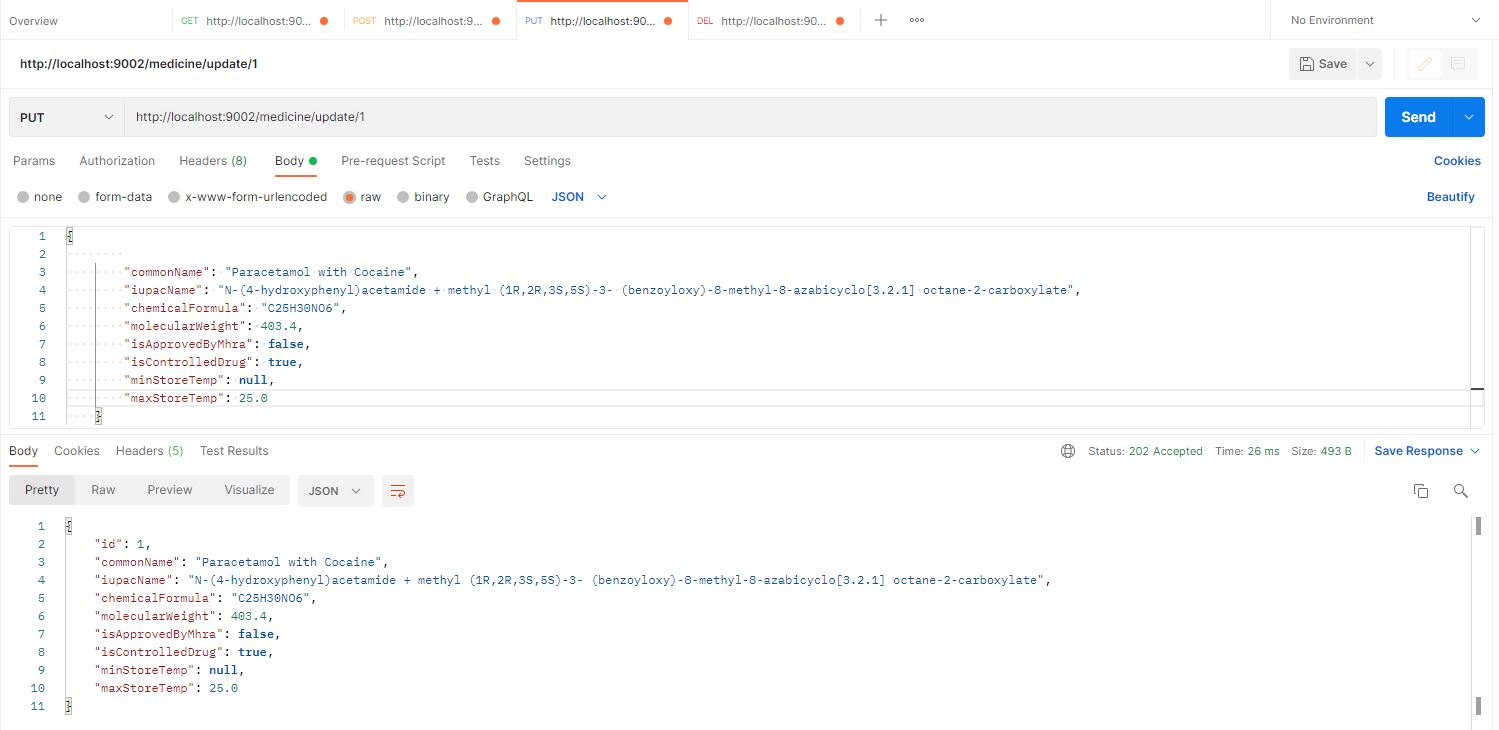 Overview GET http://localhost:90... POST http://localhost:9... PUT http://localhost:90... DEL http://localhost:90... No Environment
http://localhost:9002/medicine/update/1 Save
PUT http://localhost:9002/medicine/update/1 Send
Params Authorization Headers (8) Body Pre-request Script Tests Settings Cookies
none form-data x-www-form-urlencoded raw binary GraphQL JSON Beautify
1 {
2
3 "commonName": "Paracetamol with Cocaine",
4 "iupacName": "N-(4-hydroxyphenyl)acetamide + methyl (1R,2R,3S,5S)-3- (benzoyloxy)-8-methyl-8-azabicyclo[3.2.1] octane-2-carboxylate",
5 "chemicalFormula": "C25H30NO6",
6 "molecularWeight": 403.4,
7 "isApprovedByMhra": false,
8 "isControlledDrug": true,
9 "minStoreTemp": null,
10 "maxStoreTemp": 25.0
11 }
Body Cookies Headers (5) Test Results Status: 202 Accepted Time: 26 ms Size: 493 B Save Response
Pretty Raw Preview Visualize JSON
1 {
2 "id": 1,
3 "commonName": "Paracetamol with Cocaine",
4 "iupacName": "N-(4-hydroxyphenyl)acetamide + methyl (1R,2R,3S,5S)-3- (benzoyloxy)-8-methyl-8-azabicyclo[3.2.1] octane-2-carboxylate",
5 "chemicalFormula": "C25H30NO6",
6 "molecularWeight": 403.4,
7 "isApprovedByMhra": false,
8 "isControlledDrug": true,
9 "minStoreTemp": null,
10 "maxStoreTemp": 25.0
11 }